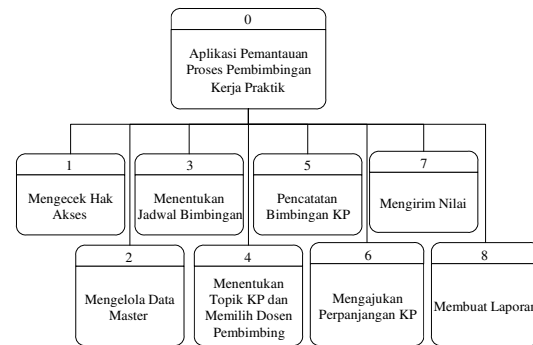 0
Aplikasi Pemantauan
Proses Pembimbingan
Kerja Praktik
1
Mengecek Hak
Akses
3
Menentukan
Jadwal Bimbingan
5
Pencatatan
Bimbingan KP
7
Mengirim Nilai
2
Mengelola Data
Master
4
Menentukan
Topik KP dan
Memilih Dosen
Pembimbing
6
Mengajukan
Perpanjangan KP
8
Membuat Laporan